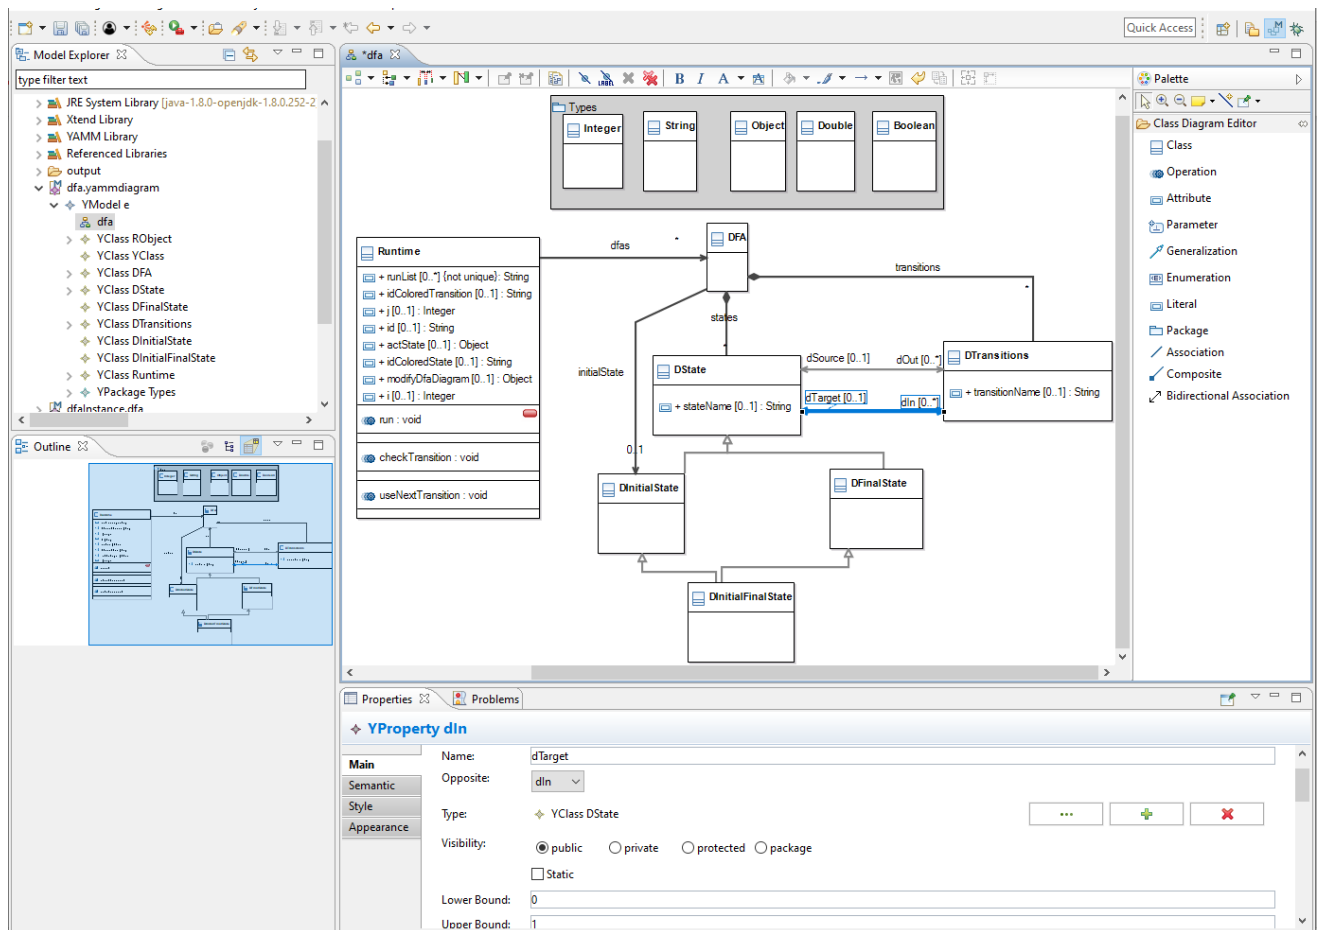 Quick Access
Model Explorer
type filter text
JRE System Library [java-1.8.0-openjdk-1.8.0.252-2
Xtend Library
YAMM Library
Referenced Libraries
output
dfa.yammdiagram
YModel e
dfa
YClass RObject
YClass YClass
YClass DFA
YClass DState
YClass DFinalState
YClass DTransitions
YClass DInitialState
YClass DInitialFinalState
YClass Runtime
YPackage Types
dfaInstance.dfa
Outline
*dfa
LABEL
B I A
Types
Integer
String
Object
Double
Boolean
Runtime
+ runList [0..*] {not unique}: String
+ idColoredTransition [0..1] : String
+ j [0..1] : Integer
+ id [0..1] : String
+ actState [0..1] : Object
+ idColoredState [0..1] : String
+ modifyDfaDiagram [0..1] : Object
+ i [0..1] : Integer
run : void
checkTransition : void
useNextTransition : void
dfas
*
DFA
transitions
*
states
*
initialState
0..1
DState
+ stateName [0..1] : String
dSource [0..1]
dOut [0..*]
dTarget [0..1]
dIn [0..*]
DTransitions
+ transitionName [0..1] : String
DInitialState
DFinalState
DInitialFinalState
Palette
Class Diagram Editor
Class
Operation
Attribute
Parameter
Generalization
Enumeration
Literal
Package
Association
Composite
Bidirectional Association
Properties
Problems
YProperty dIn
Main
Semantic
Style
Appearance
Name:
dTarget
Opposite:
dIn
Type:
YClass DState
...
Visibility:
public
private
protected
package
Static
Lower Bound:
0
Upper Bound:
1